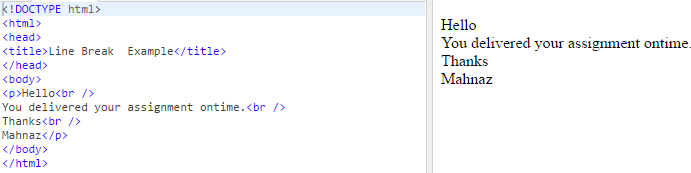 <!DOCTYPE html>
<html>
<head>
<title>Line Break  Example</title>
</head>
<body>
<p>Hello<br />
You delivered your assignment ontime.<br />
Thanks<br />
Mahnaz</p>
</body>
</html>
Hello
You delivered your assignment ontime.
Thanks
Mahnaz